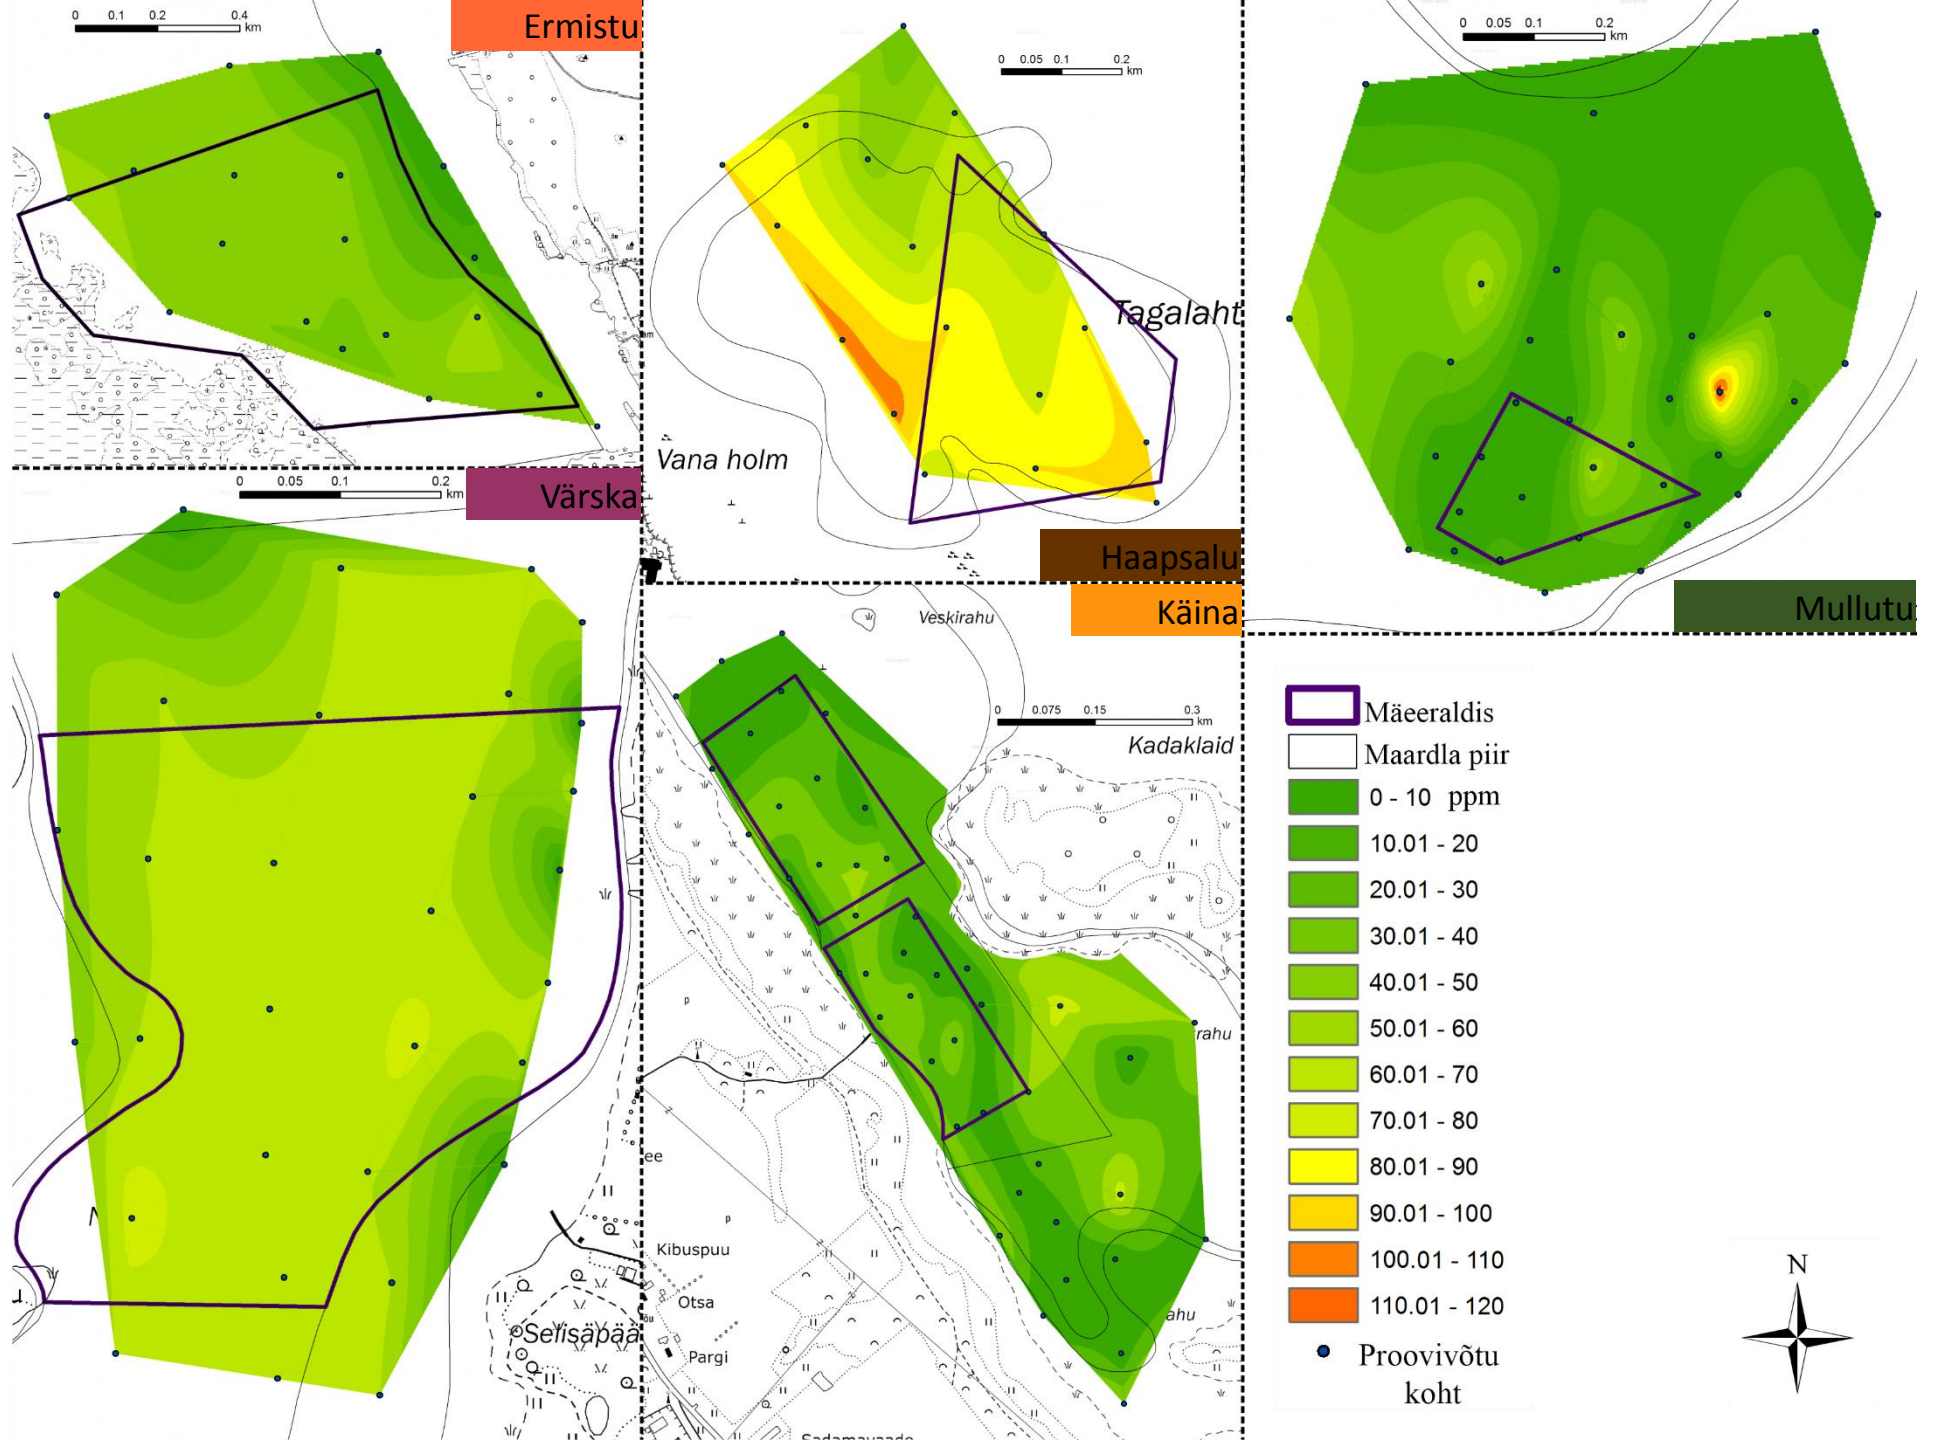 0 0.1 0.2 0.4
km
Ermistu
0 0.05 0.1 0.2
km
Tagalaht
Vana holm
Haapsalu
0 0.05 0.1 0.2
km
Mullutu
0 0.05 0.1 0.2
km
Värska
Selisäpää
Käina
Veskirahu
0 0.075 0.15 0.3
km
Kadaklaid
rahu
ee
p
p
Kibuspuu
Otsa
Pargi
ahu
Mäeeraldis
Maardla piir
0 - 10 ppm
10.01 - 20
20.01 - 30
30.01 - 40
40.01 - 50
50.01 - 60
60.01 - 70
70.01 - 80
80.01 - 90
90.01 - 100
100.01 - 110
110.01 - 120
Proovivõtu
koht
N